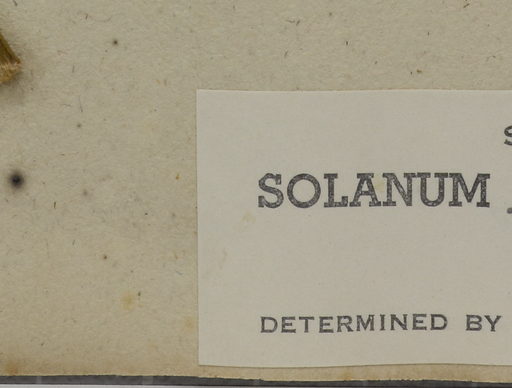 SOLANUM
DETERMINED BY